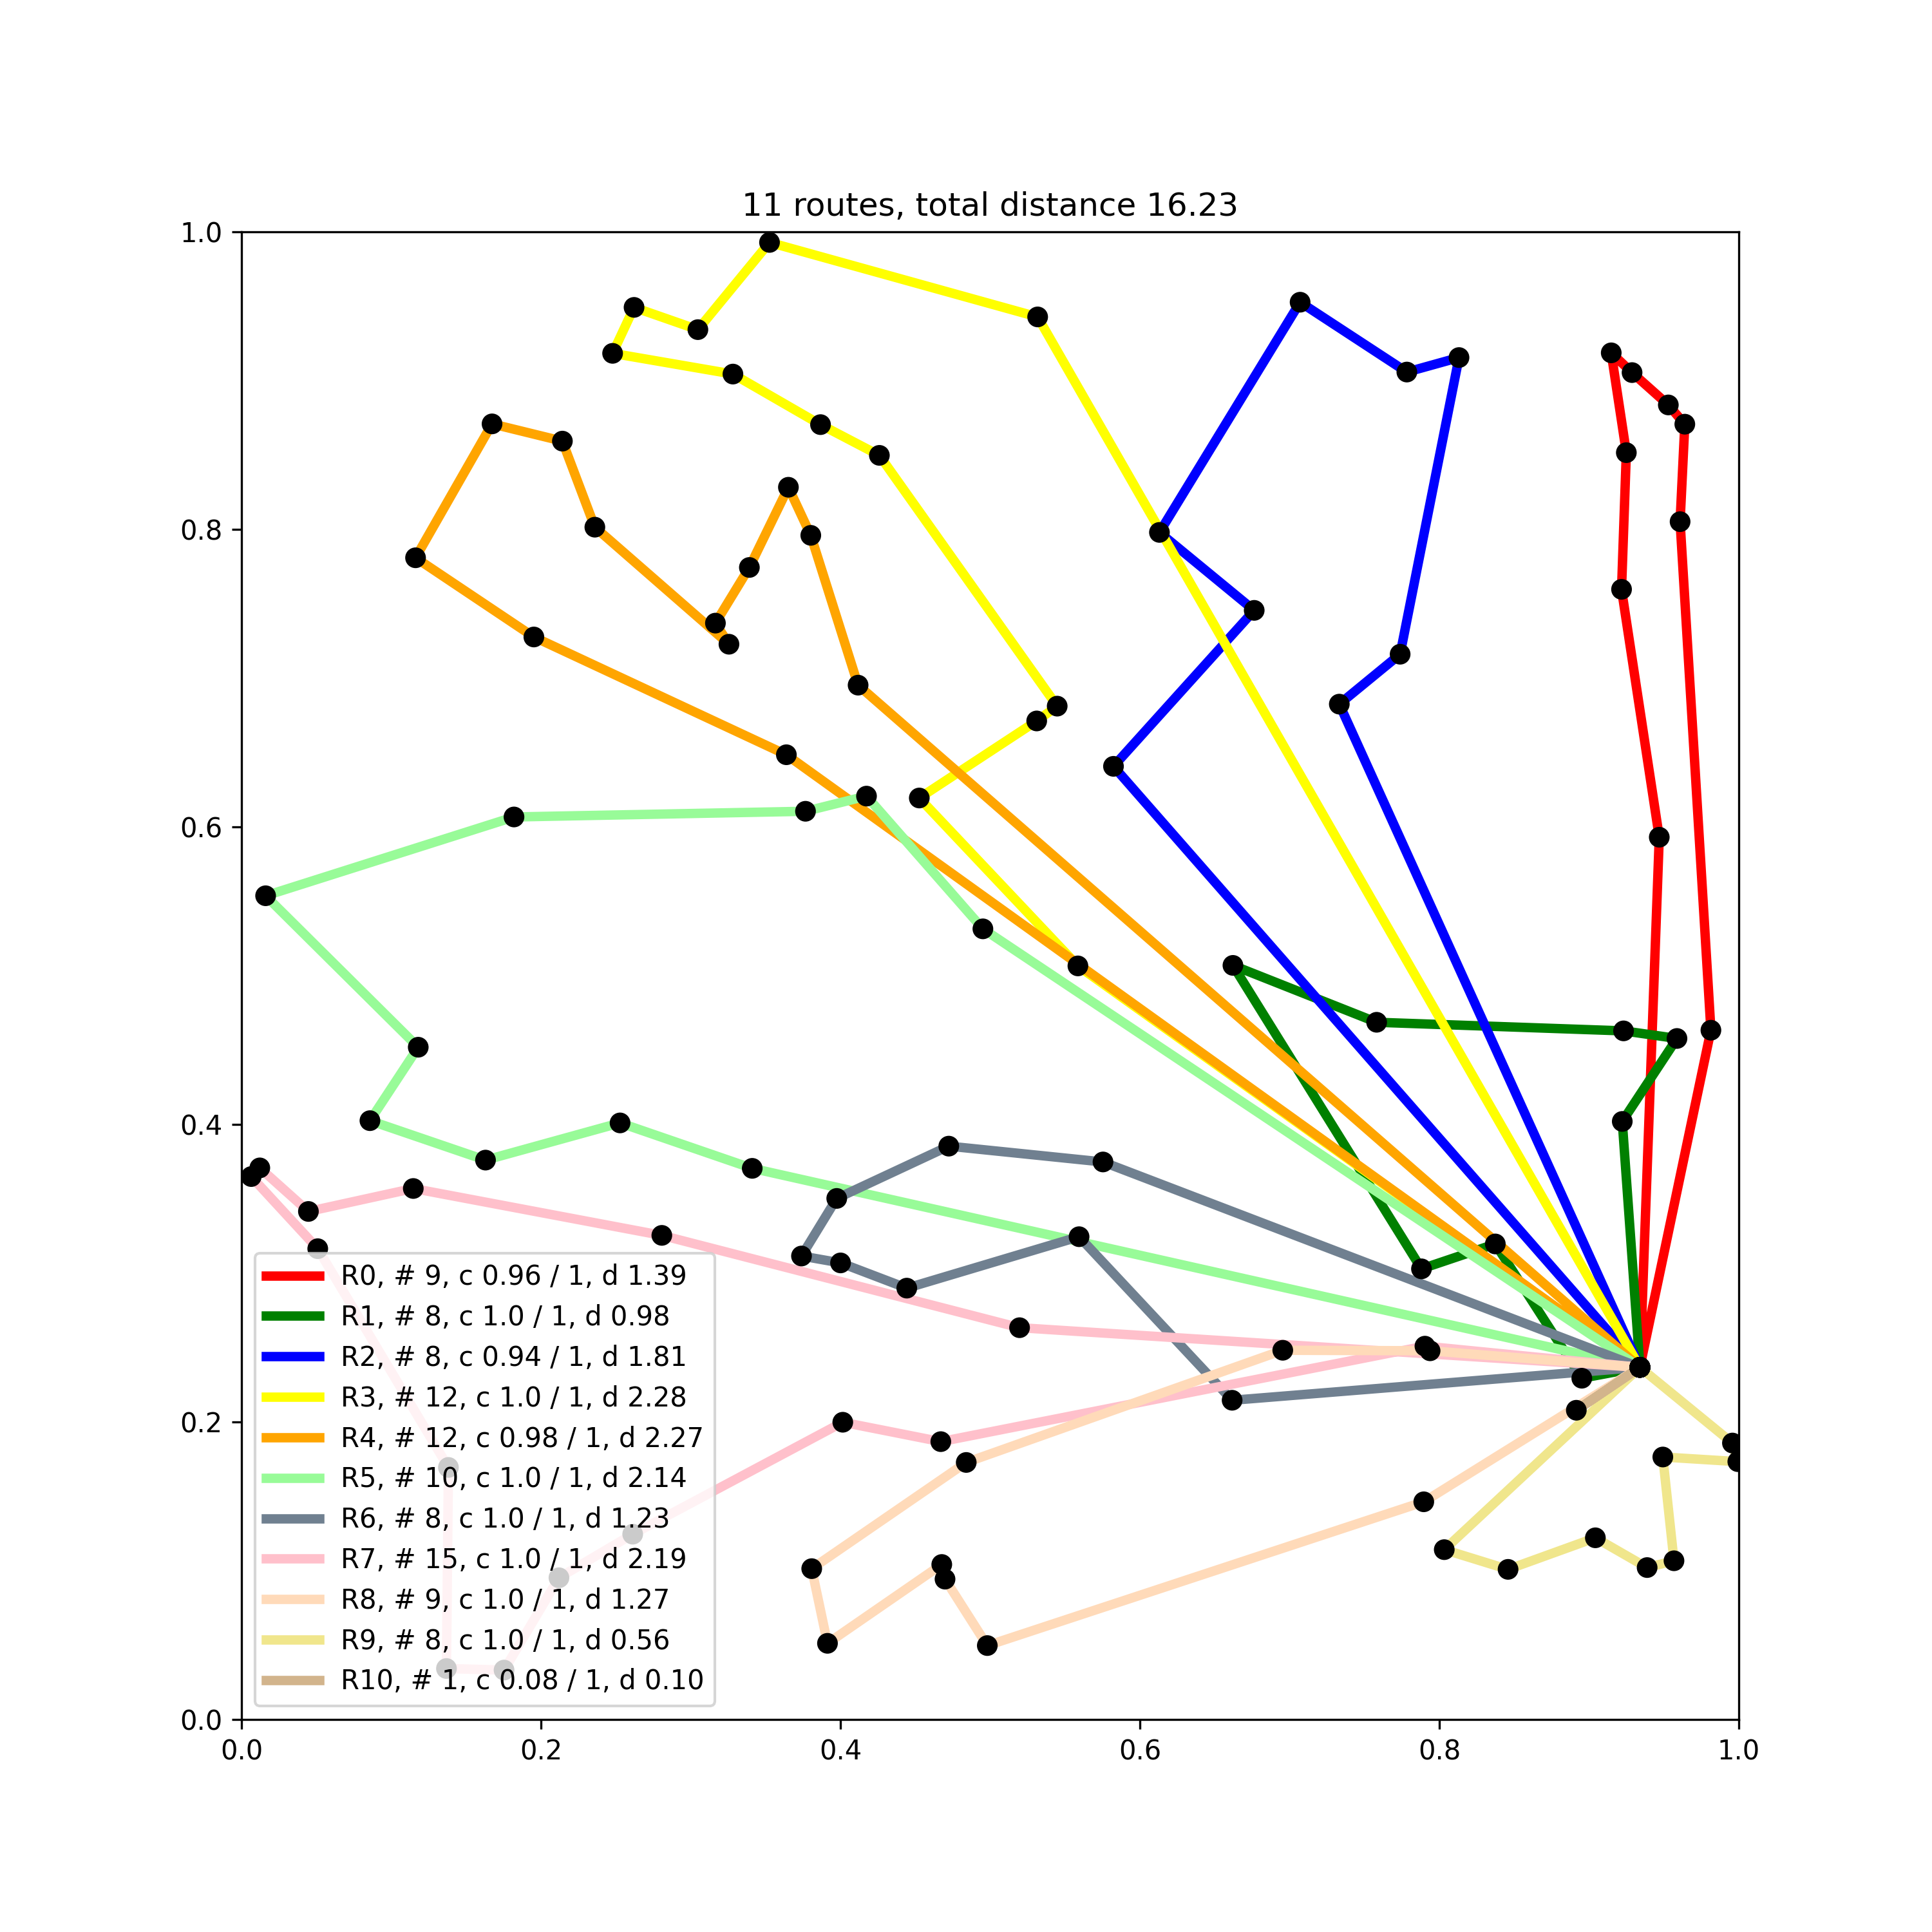 11 routes, total distance 16.23
1.0
0.8
0.6
0.4
0.2
0.0
R0, # 9, c 0.96 / 1, d 1.39
R1, # 8, c 1.0 / 1, d 0.98
R2, # 8, c 0.94 / 1, d 1.81
R3, # 12, c 1.0 / 1, d 2.28
R4, # 12, c 0.98 / 1, d 2.27
R5, # 10, c 1.0 / 1, d 2.14
R6, # 8, c 1.0 / 1, d 1.23
R7, # 15, c 1.0 / 1, d 2.19
R8, # 9, c 1.0 / 1, d 1.27
R9, # 8, c 1.0 / 1, d 0.56
R10, # 1, c 0.08 / 1, d 0.10
0.0 0.2 0.4 0.6 0.8 1.0